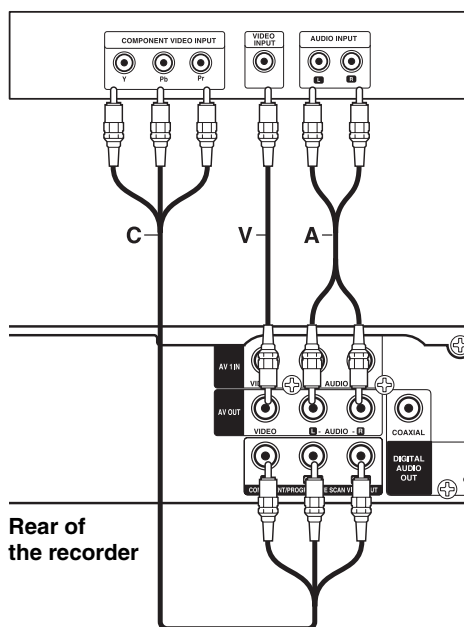 COMPONENT VIDEO INPUT
Y Pb Pr
VIDEO
INPUT
AUDIO INPUT
L R
C V A
AV 1 IN
AUDIO
AV OUT
VIDEO L - AUDIO - R
COAXIAL
DIGITAL
AUDIO
OUT
SCAN
Rear of
the recorder